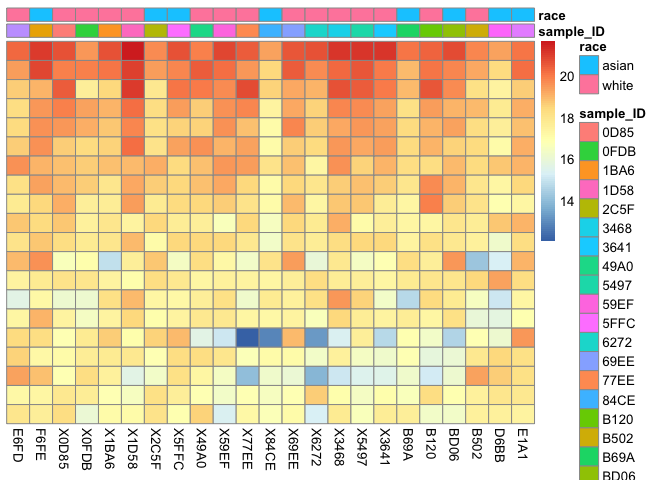 race
sample_ID
race
asian
white
sample_ID
0D85
0FDB
1BA6
1D58
2C5F
3468
3641
49A0
5497
59EF
5FFC
6272
69EE
77EE
84CE
B120
B502
B69A
BD06
20
18
16
14
E6FD
F6FE
X0D85
X0FDB
X1BA6
X1D58
X2C5F
X5FFC
X49A0
X59EF
X77EE
X84CE
X69EE
X6272
X3468
X5497
X3641
B69A
B120
BD06
B502
D6BB
E1A1